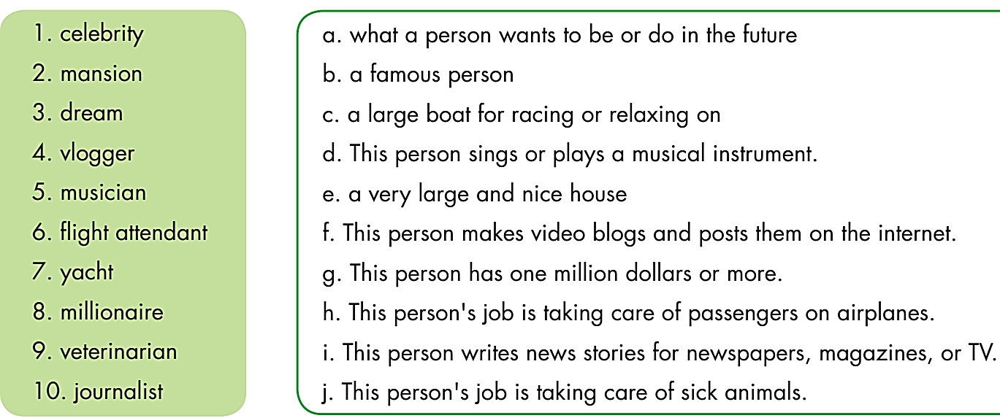 1. celebrity
2. mansion
3. dream
4. vlogger
5. musician
6. flight attendant
7. yacht
8. millionaire
9. veterinarian
10. journalist
a. what a person wants to be or do in the future
b. a famous person
c. a large boat for racing or relaxing on
d. This person sings or plays a musical instrument.
e. a very large and nice house
f. This person makes video blogs and posts them on the internet.
g. This person has one million dollars or more.
h. This person's job is taking care of passengers on airplanes.
i. This person writes news stories for newspapers, magazines, or TV.
j. This person's job is taking care of sick animals.